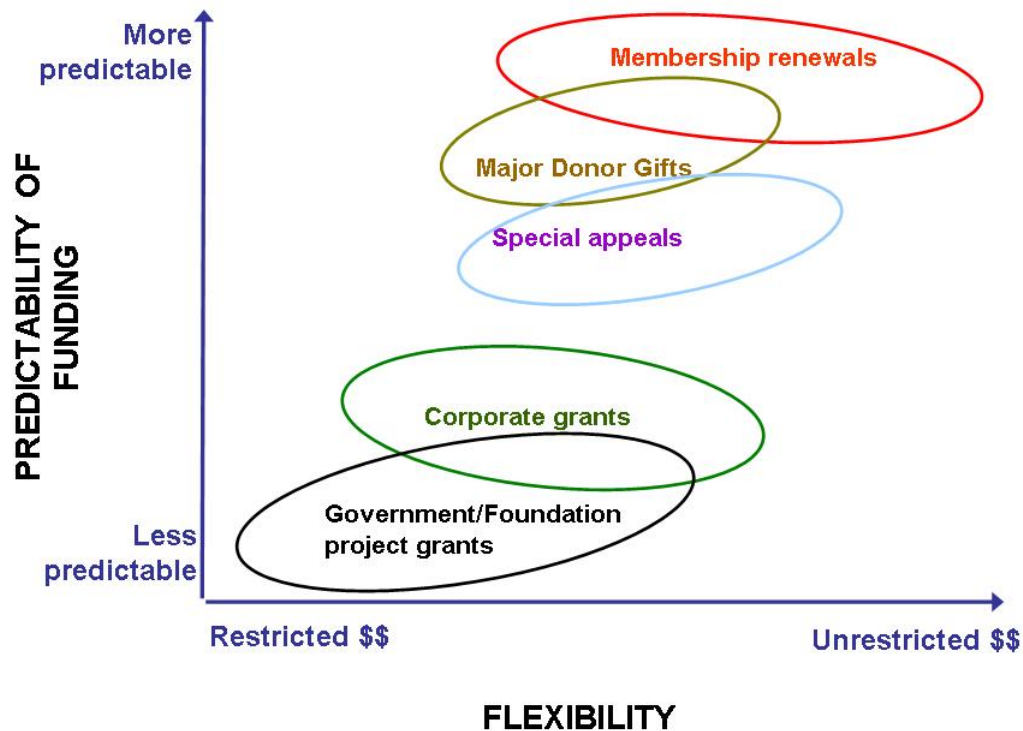 More
predictable
Membership renewals
Major Donor Gifts
Special appeals
PREDICTABILITY OF
FUNDING
Corporate grants
Government/Foundation
project grants
Less
predictable
Restricted $$
Unrestricted $$
FLEXIBILITY